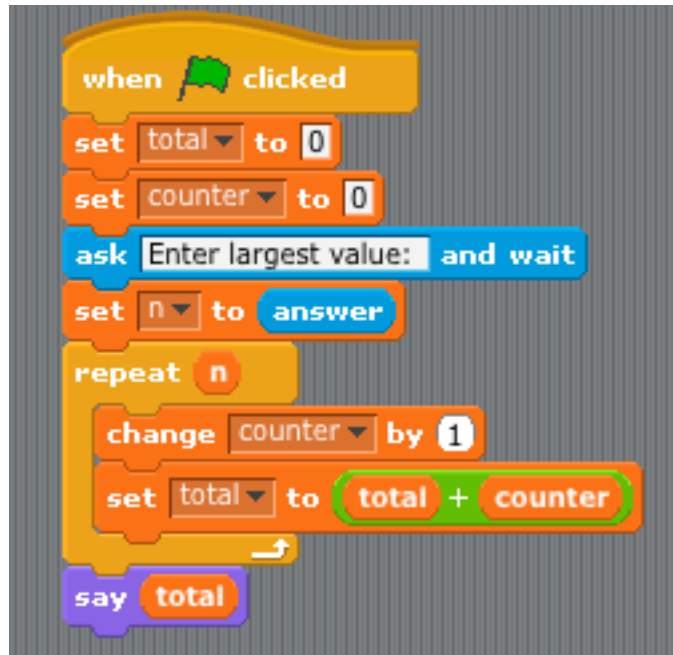 when clicked
set total to 0
set counter to 0
ask Enter largest value: and wait
set n to answer
repeat n
change counter by 1
set total to total + counter
say total